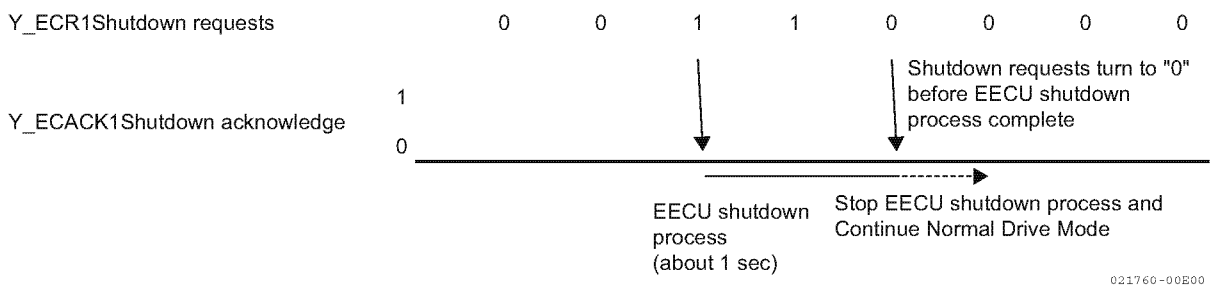 Y_ECR1Shutdown requests 0 0 1 1 0 0 0 0
Shutdown requests turn to "0"
before EECU shutdown
process complete
1
Y_ECACK1Shutdown acknowledge
0
EECU shutdown
process
(about 1 sec)
Stop EECU shutdown process and
Continue Normal Drive Mode
021760-00E00